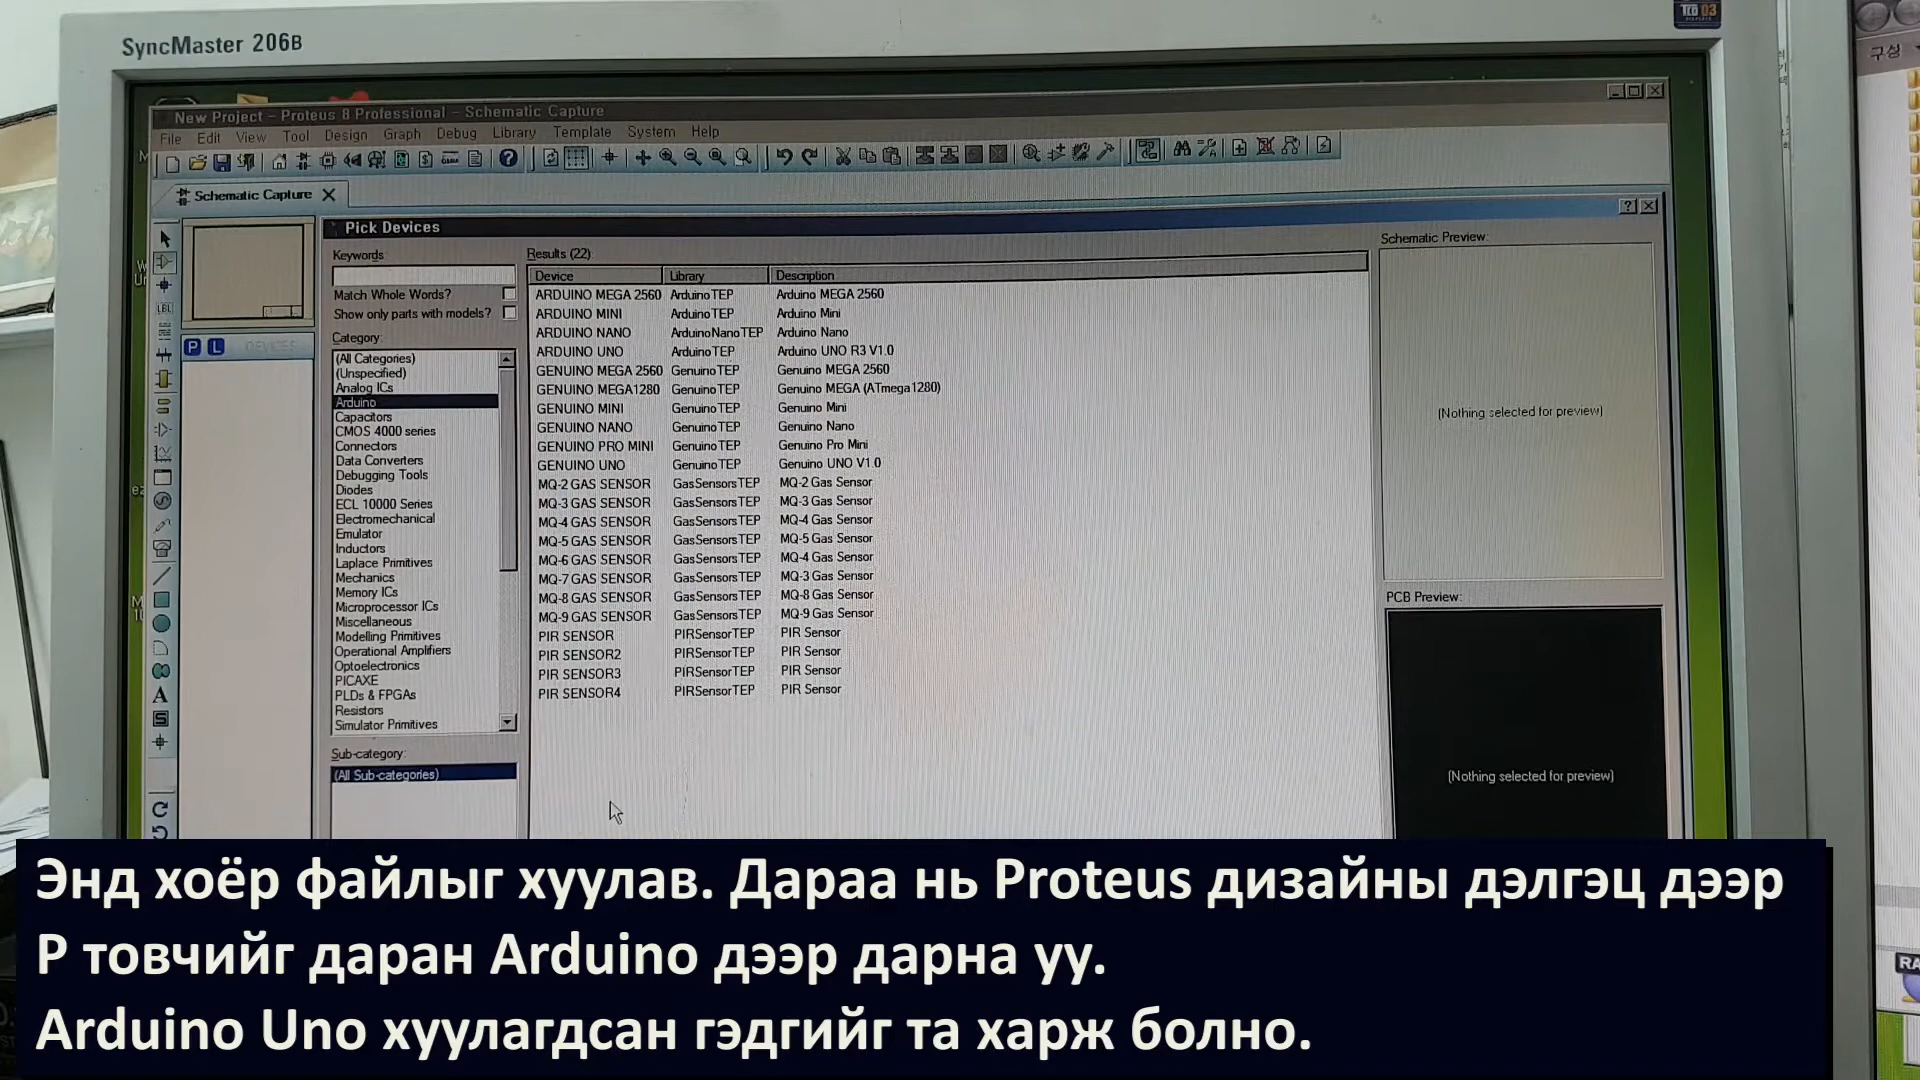 SyncMaster 206B
TCO 03
구성
New Project - Proteus 8 Professional - Schematic Capture
File Edit View Tool Design Graph Debug Library Template System Help
Schematic Capture
Pick Devices
Keywords
Match Whole Words?
Show only parts with models?
Category:
(All Categories)
(Unspecified)
Analog ICs
Arduino
Capacitors
CMOS 4000 series
Connectors
Data Converters
Debugging Tools
Diodes
ECL 10000 Series
Electromechanical
Emulator
Inductors
Laplace Primitives
Mechanics
Memory ICs
Microprocessor ICs
Miscellaneous
Modelling Primitives
Operational Amplifiers
Optoelectronics
PICAXE
PLDs & FPGAs
Resistors
Simulator Primitives
Sub-category:
(All Sub-categories)
P L DEVICES
Results (22):
Device Library Description
ARDUINO MEGA 2560 ArduinoTEP Arduino MEGA 2560
ARDUINO MINI ArduinoTEP Arduino Mini
ARDUINO NANO ArduinoNanoTEP Arduino Nano
ARDUINO UNO ArduinoTEP Arduino UNO R3 V1.0
GENUINO MEGA 2560 GenuinoTEP Genuino MEGA 2560
GENUINO MEGA1280 GenuinoTEP Genuino MEGA (ATmega1280)
GENUINO MINI GenuinoTEP Genuino Mini
GENUINO NANO GenuinoTEP Genuino Nano
GENUINO PRO MINI GenuinoTEP Genuino Pro Mini
GENUINO UNO GenuinoTEP Genuino UNO V1.0
MQ-2 GAS SENSOR GasSensorsTEP MQ-2 Gas Sensor
MQ-3 GAS SENSOR GasSensorsTEP MQ-3 Gas Sensor
MQ-4 GAS SENSOR GasSensorsTEP MQ-4 Gas Sensor
MQ-5 GAS SENSOR GasSensorsTEP MQ-5 Gas Sensor
MQ-6 GAS SENSOR GasSensorsTEP MQ-4 Gas Sensor
MQ-7 GAS SENSOR GasSensorsTEP MQ-3 Gas Sensor
MQ-8 GAS SENSOR GasSensorsTEP MQ-8 Gas Sensor
MQ-9 GAS SENSOR GasSensorsTEP MQ-9 Gas Sensor
PIR SENSOR PIRSensorTEP PIR Sensor
PIR SENSOR2 PIRSensorTEP PIR Sensor
PIR SENSOR3 PIRSensorTEP PIR Sensor
PIR SENSOR4 PIRSensorTEP PIR Sensor
Schematic Preview:
(Nothing selected for preview)
PCB Preview:
(Nothing selected for preview)
Энд хоёр файлыг хуулав. Дараа нь Proteus дизайны дэлгэц дээр
Р товчийг даран Arduino дээр дарна уу.
Arduino Uno хуулагдсан гэдгийг та харж болно.